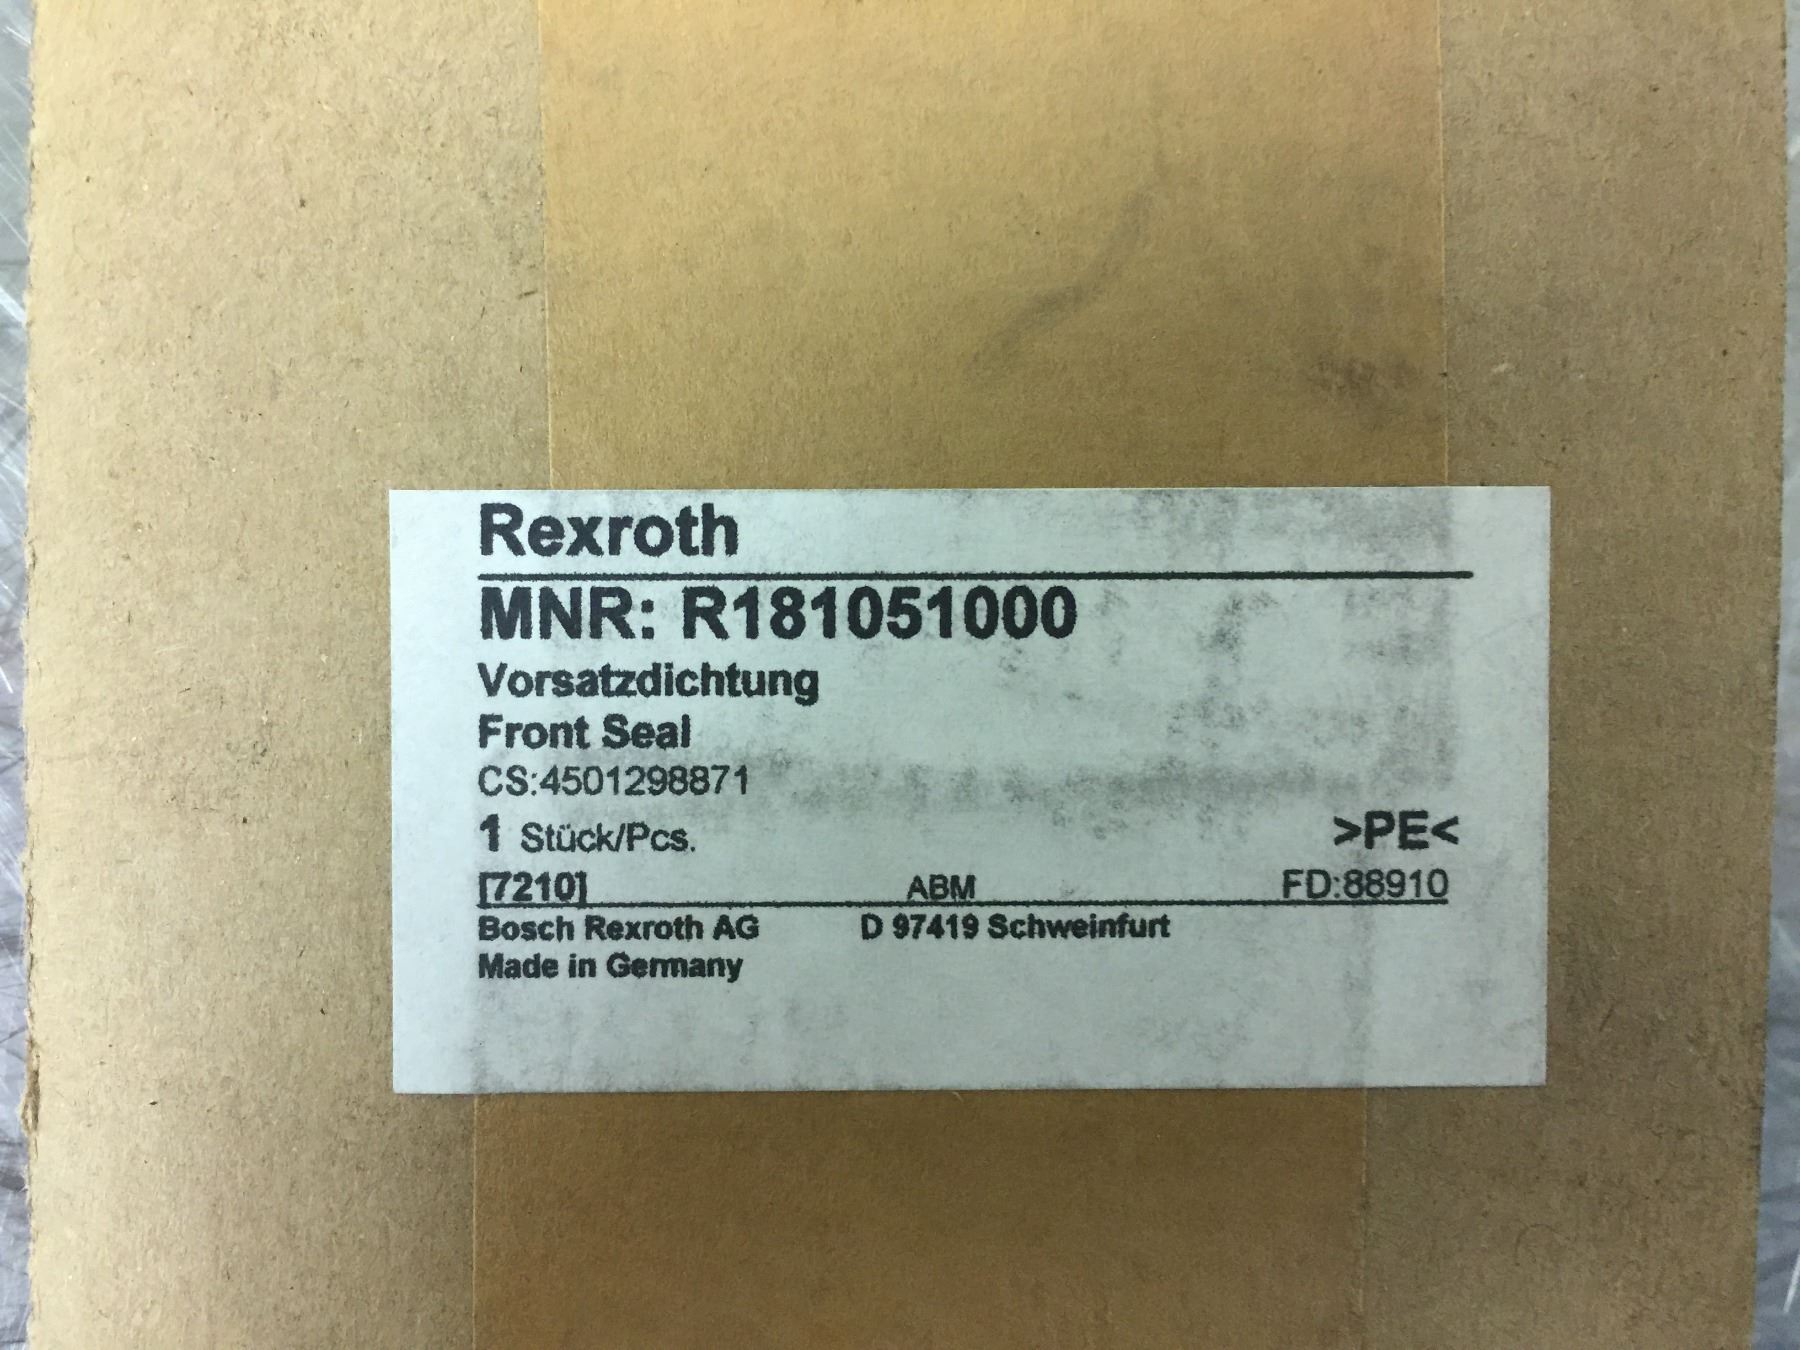 Rexroth
MNR: R181051000
Vorsatzdichtung
Front Seal
CS:4501298871
1 Stück/Pcs. >PE<
[7210] ABM FD:88910
Bosch Rexroth AG D 97419 Schweinfurt
Made in Germany